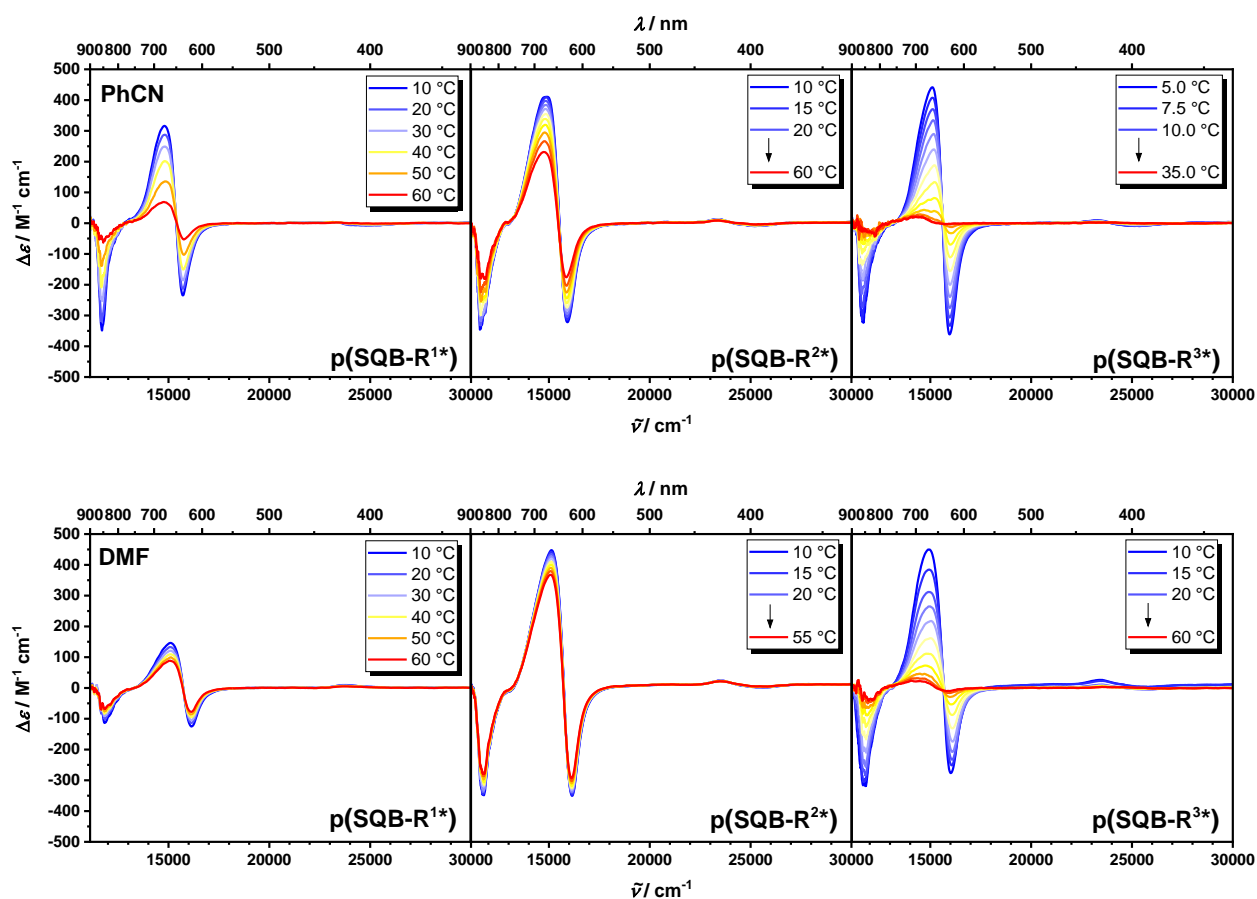 λ / nm
900 800 700 600 500 400 900 800 700 600 500 400 900 800 700 600 500 400
500
400
300
200
100
0
-100
-200
-300
-400
-500
Δε / M-1 cm-1
PhCN
10 °C
20 °C
30 °C
40 °C
50 °C
60 °C
p(SQB-R1*)
10 °C
15 °C
20 °C
60 °C
p(SQB-R2*)
5.0 °C
7.5 °C
10.0 °C
35.0 °C
p(SQB-R3*)
15000 20000 25000 30000 15000 20000 25000 30000 15000 20000 25000 30000
ṽ / cm-1
λ / nm
900 800 700 600 500 400 900 800 700 600 500 400 900 800 700 600 500 400
500
400
300
200
100
0
-100
-200
-300
-400
-500
Δε / M-1 cm-1
DMF
10 °C
20 °C
30 °C
40 °C
50 °C
60 °C
p(SQB-R1*)
10 °C
15 °C
20 °C
55 °C
p(SQB-R2*)
10 °C
15 °C
20 °C
60 °C
p(SQB-R3*)
15000 20000 25000 30000 15000 20000 25000 30000 15000 20000 25000 30000
ṽ / cm-1